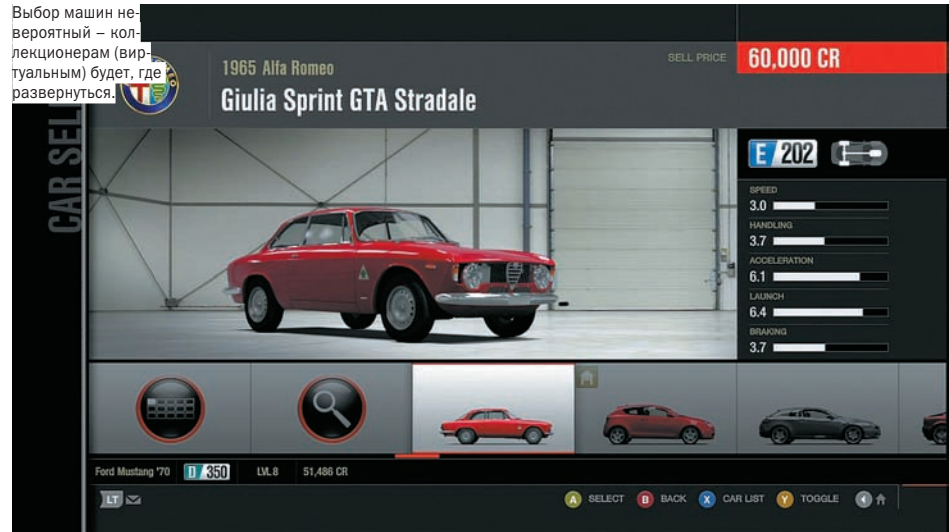 Выбор машин не-
вероятный – кол-
лекционерам (вир-
туальным) будет, где
развернуться.
1965 Alfa Romeo
Giulia Sprint GTA Stradale
SELL PRICE
60,000 CR
E 202
SPEED
3.0
HANDLING
3.7
ACCELERATION
6.1
LAUNCH
6.4
BRAKING
3.7
Ford Mustang '70 D 350 LVL 8 51,486 CR
LT
A SELECT B BACK X CAR LIST Y TOGGLE